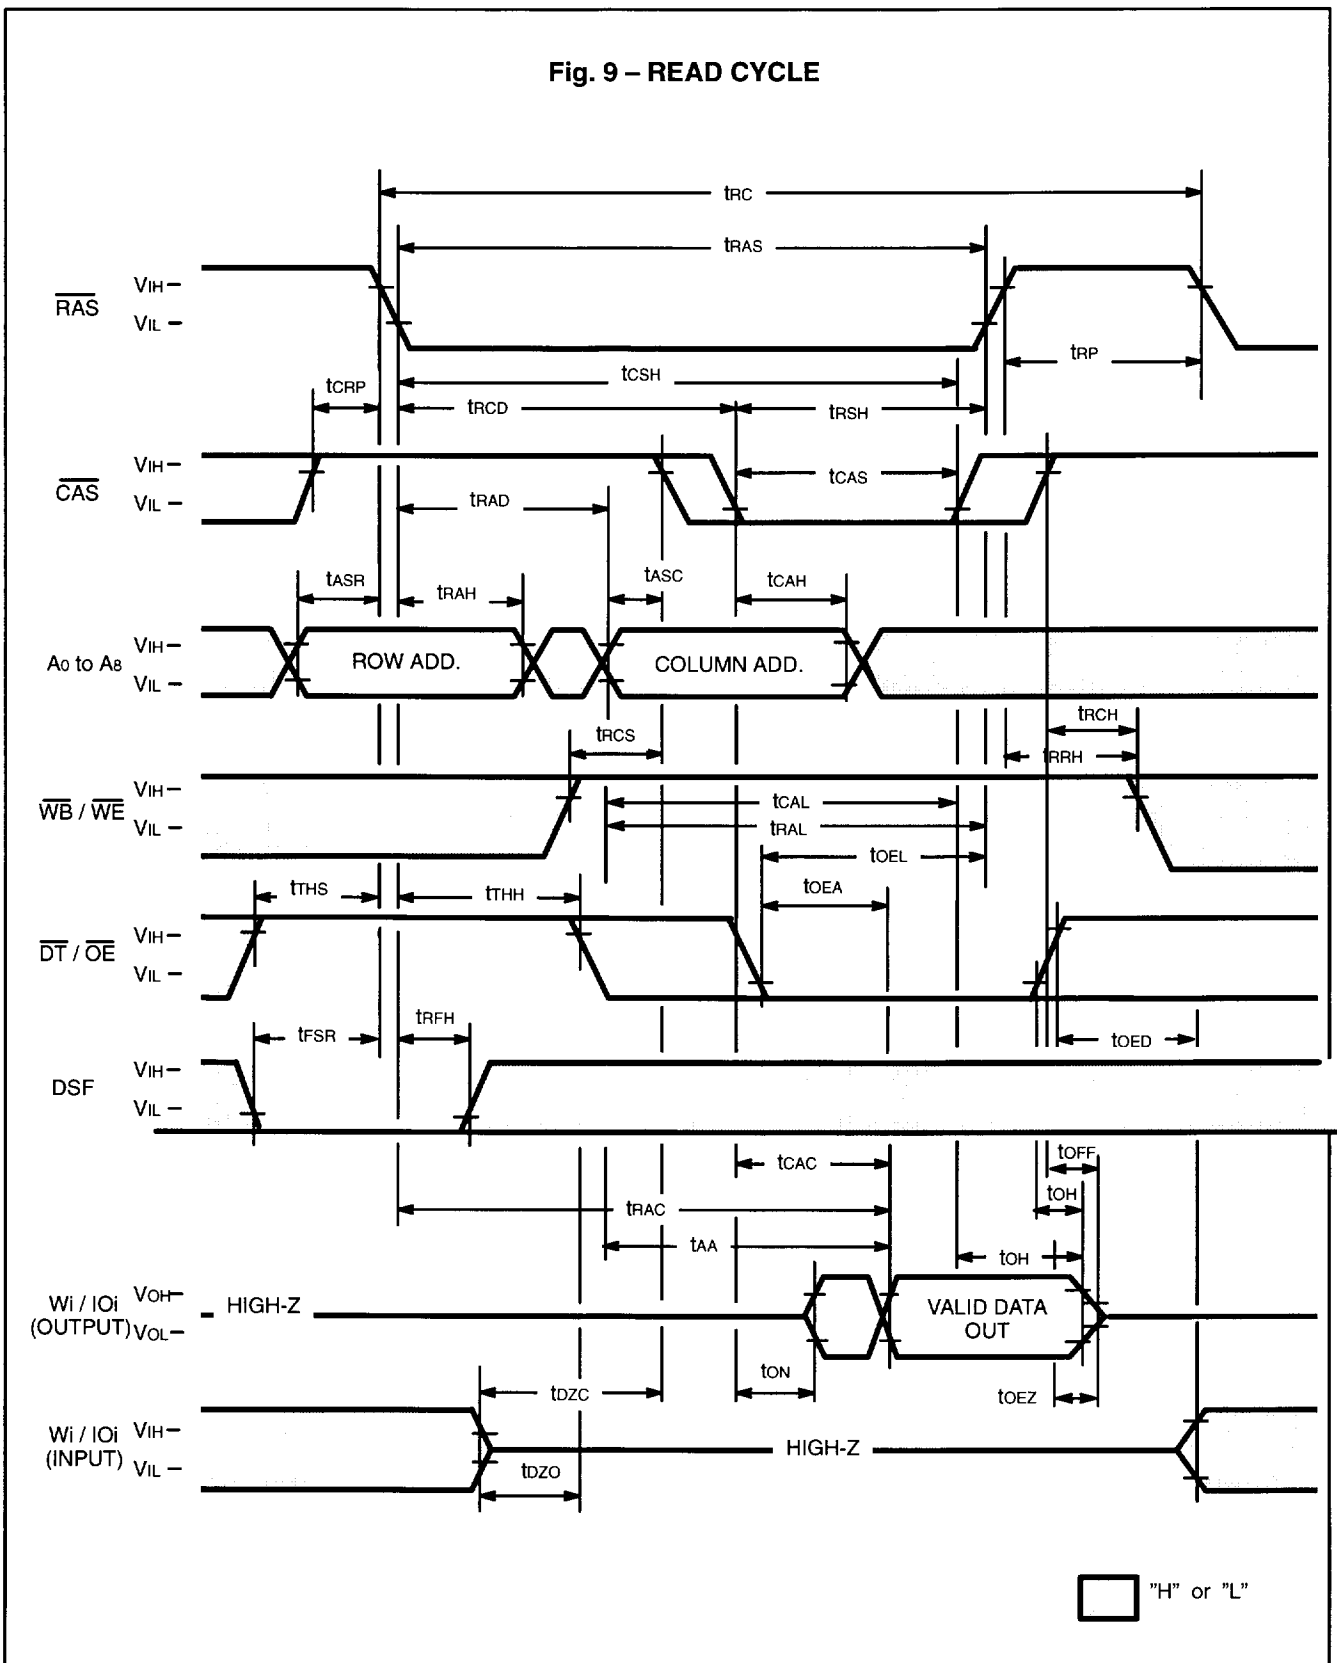 Fig. 9 – READ CYCLE
tRC
tRAS
RAS
VIH
VIL
tRP
tCSH
tCRP
tRCD
tRSH
CAS
VIH
VIL
tCAS
tRAD
tASR
tRAH
tASC
tCAH
A0 to A8
VIH
VIL
ROW ADD.
COLUMN ADD.
tRCS
tRCH
tRRH
WB / WE
VIH
VIL
tCAL
tRAL
tOEL
tTHS
tTHH
tOEA
DT / OE
VIH
VIL
tFSR
tRFH
tOED
DSF
VIH
VIL
tCAC
tOFF
tOH
tRAC
tAA
tOH
Wi / IOi
(OUTPUT)
VOH
VOL
HIGH-Z
VALID DATA
OUT
tDZC
tON
tOEZ
Wi / IOi
(INPUT)
VIH
VIL
HIGH-Z
tDZO
"H" or "L"